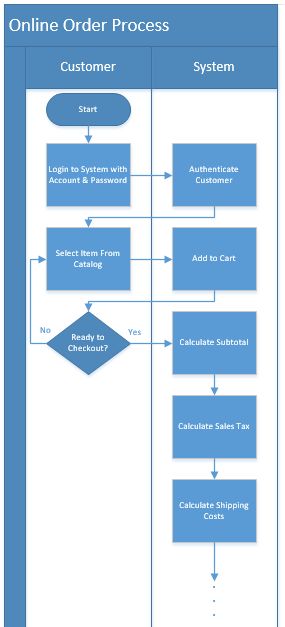 Online Order Process
Customer
System
Start
Login to System with
Account & Password
Authenticate
Customer
Select Item From
Catalog
Add to Cart
No
Ready to
Checkout?
Yes
Calculate Subtotal
Calculate Sales Tax
Calculate Shipping
Costs